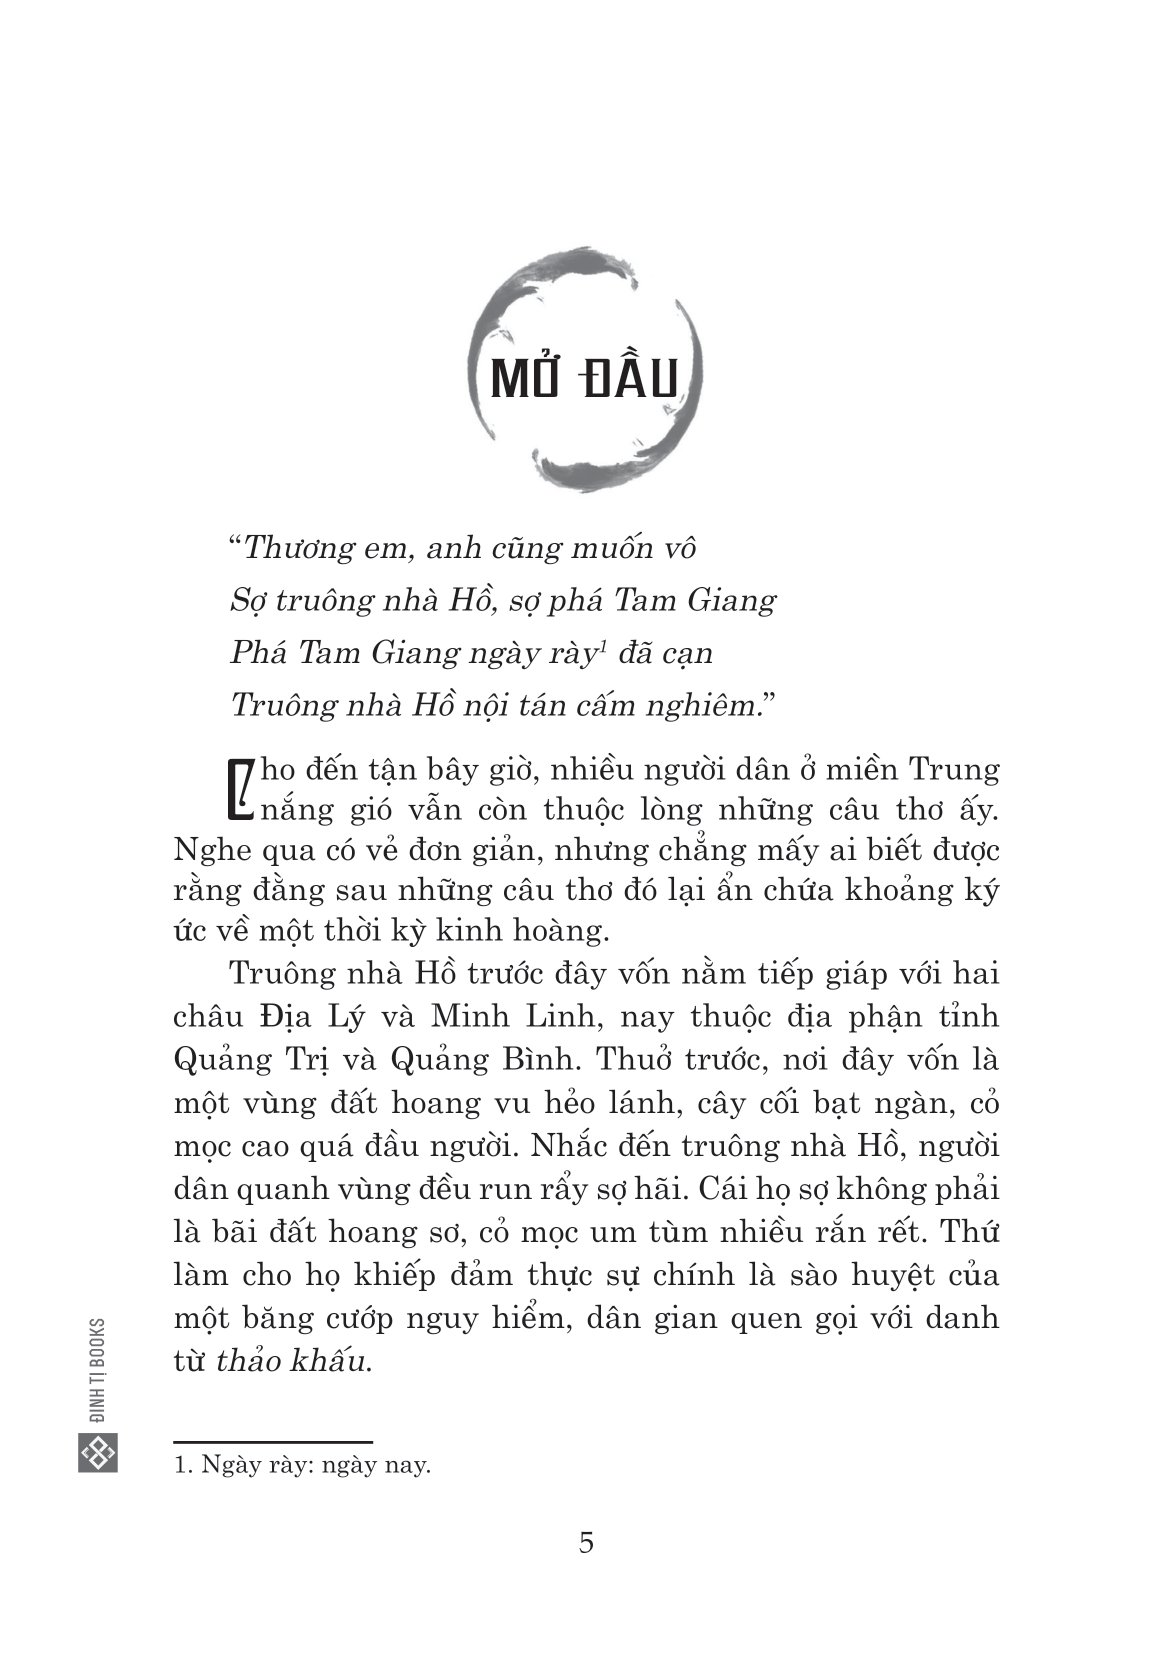 MỞ ĐẦU
“Thương em, anh cũng muốn vô
Sợ truông nhà Hồ, sợ phá Tam Giang
Phá Tam Giang ngày rày1 đã cạn
Truông nhà Hồ nội tán cấm nghiêm.”
Cho đến tận bây giờ, nhiều người dân ở miền Trung
nắng gió vẫn còn thuộc lòng những câu thơ ấy.
Nghe qua có vẻ đơn giản, nhưng chẳng mấy ai biết được
rằng đằng sau những câu thơ đó lại ẩn chứa khoảng ký
ức về một thời kỳ kinh hoàng.
Truông nhà Hồ trước đây vốn nằm tiếp giáp với hai
châu Địa Lý và Minh Linh, nay thuộc địa phận tỉnh
Quảng Trị và Quảng Bình. Thuở trước, nơi đây vốn là
một vùng đất hoang vu hẻo lánh, cây cối bạt ngàn, cỏ
mọc cao quá đầu người. Nhắc đến truông nhà Hồ, người
dân quanh vùng đều run rẩy sợ hãi. Cái họ sợ không phải
là bãi đất hoang sơ, cỏ mọc um tùm nhiều rắn rết. Thứ
làm cho họ khiếp đảm thực sự chính là sào huyệt của
một băng cướp nguy hiểm, dân gian quen gọi với danh
từ thảo khấu.
ĐINH TỊ BOOKS
1. Ngày rày: ngày nay.
5